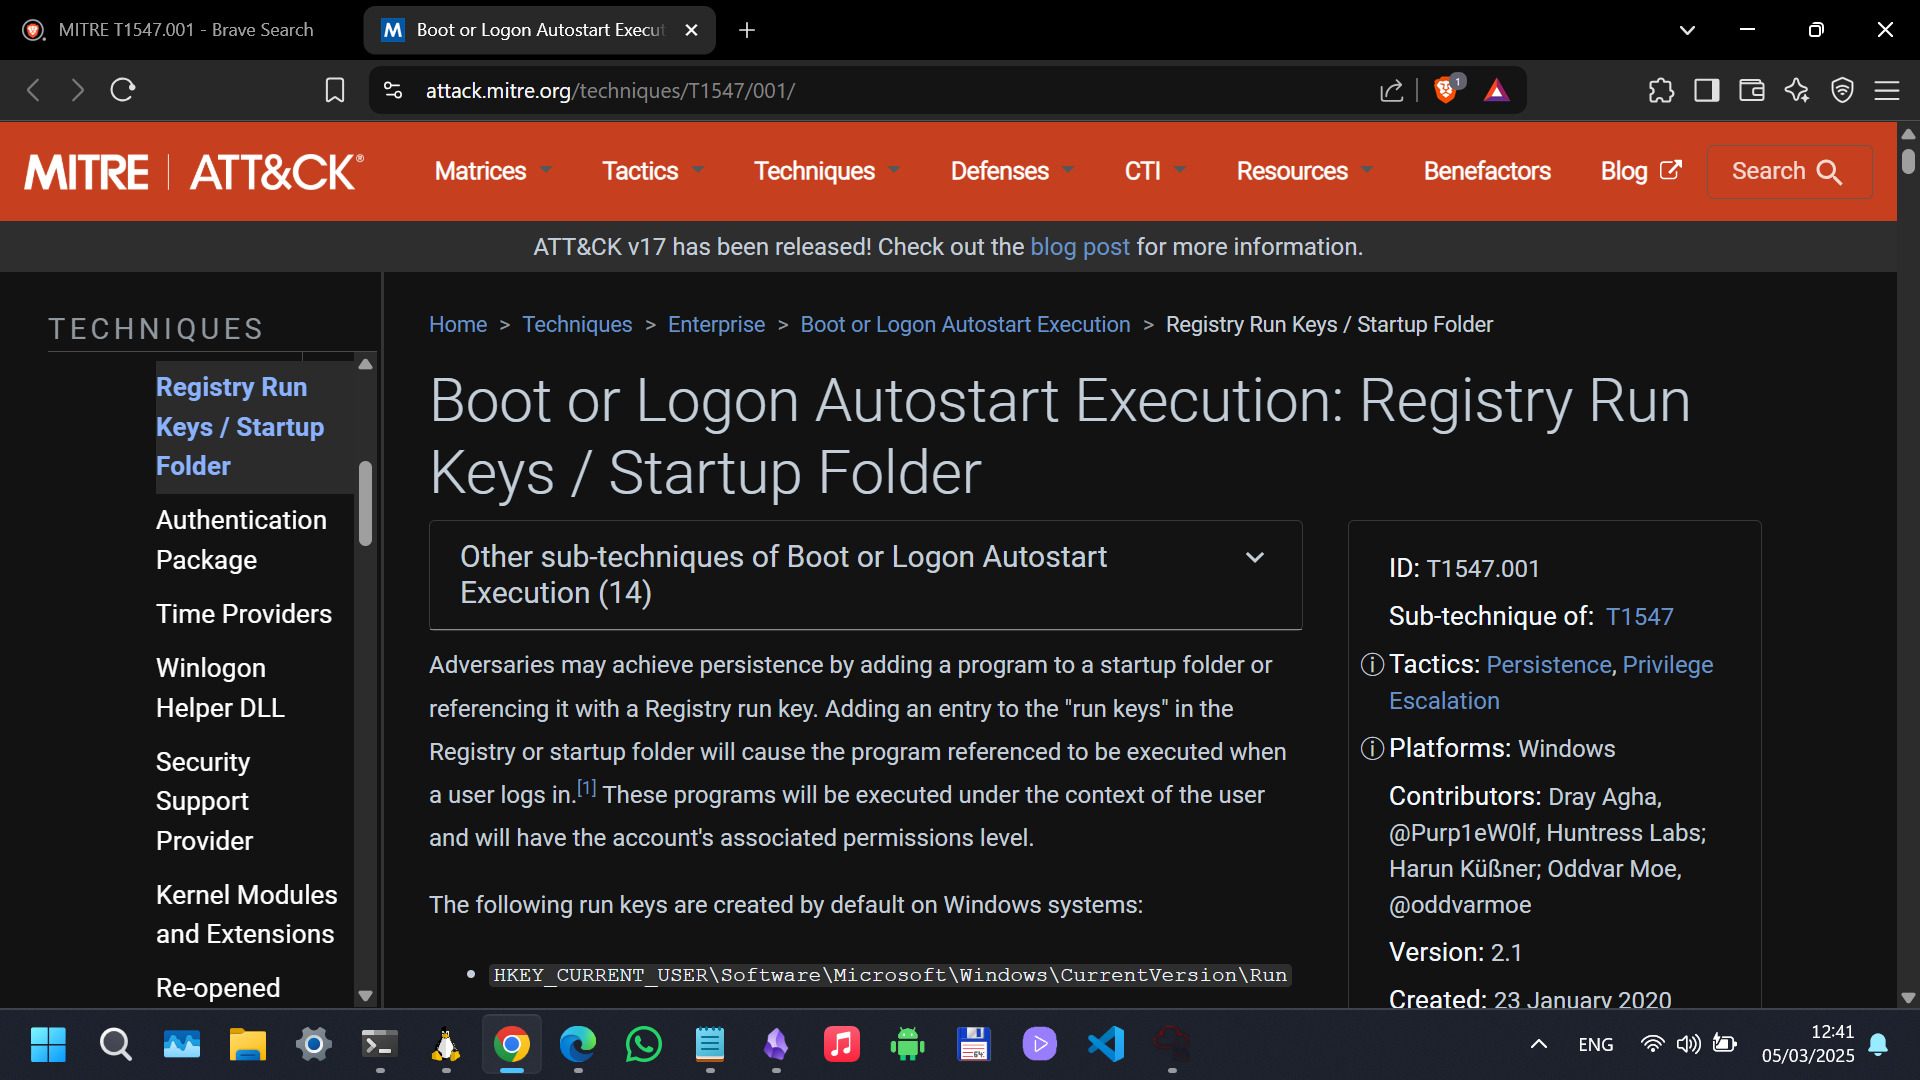 MITRE T1547.001 - Brave Search
Boot or Logon Autostart Execut
attack.mitre.org/techniques/T1547/001/
1
MITRE | ATT&CK®
Matrices
Tactics
Techniques
Defenses
CTI
Resources
Benefactors
Blog
Search
ATT&CK v17 has been released! Check out the blog post for more information.
TECHNIQUES
Registry Run
Keys / Startup
Folder
Authentication
Package
Time Providers
Winlogon
Helper DLL
Security
Support
Provider
Kernel Modules
and Extensions
Re-opened
Home > Techniques > Enterprise > Boot or Logon Autostart Execution > Registry Run Keys / Startup Folder
Boot or Logon Autostart Execution: Registry Run
Keys / Startup Folder
Other sub-techniques of Boot or Logon Autostart
Execution (14)
Adversaries may achieve persistence by adding a program to a startup folder or
referencing it with a Registry run key. Adding an entry to the "run keys" in the
Registry or startup folder will cause the program referenced to be executed when
a user logs in.[1] These programs will be executed under the context of the user
and will have the account's associated permissions level.
The following run keys are created by default on Windows systems:
• HKEY_CURRENT_USER\Software\Microsoft\Windows\CurrentVersion\Run
ID: T1547.001
Sub-technique of: T1547
Tactics: Persistence, Privilege
Escalation
Platforms: Windows
Contributors: Dray Agha,
@Purp1eW0lf, Huntress Labs;
Harun Küßner; Oddvar Moe,
@oddvarmoe
Version: 2.1
Created: 23 January 2020
64
ENG
12:41
05/03/2025